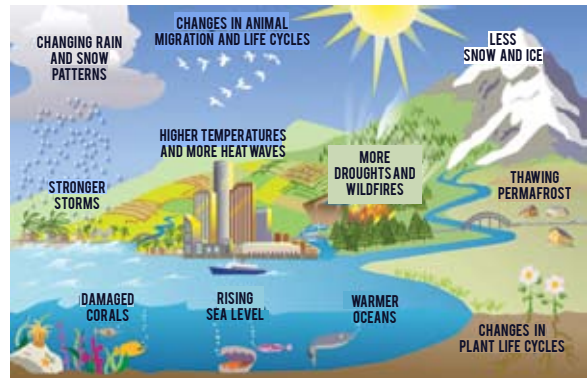 CHANGING RAIN
AND SNOW
PATTERNS
CHANGES IN ANIMAL
MIGRATION AND LIFE CYCLES
LESS
SNOW AND ICE
HIGHER TEMPERATURES
AND MORE HEAT WAVES
MORE
DROUGHTS AND
WILDFIRES
STRONGER
STORMS
THAWING
PERMAFROST
DAMAGED
CORALS
RISING
SEA LEVEL
WARMER
OCEANS
CHANGES IN
PLANT LIFE CYCLES